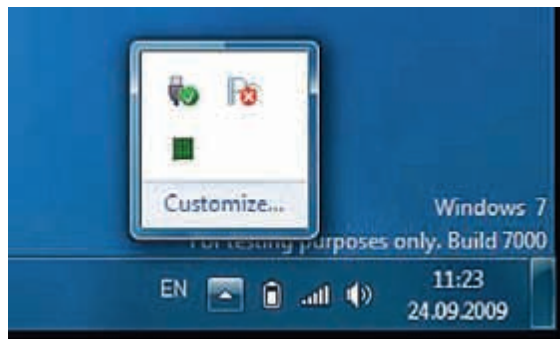 Customize...
Windows 7
For testing purposes only. Build 7000
EN
11:23
24.09.2009